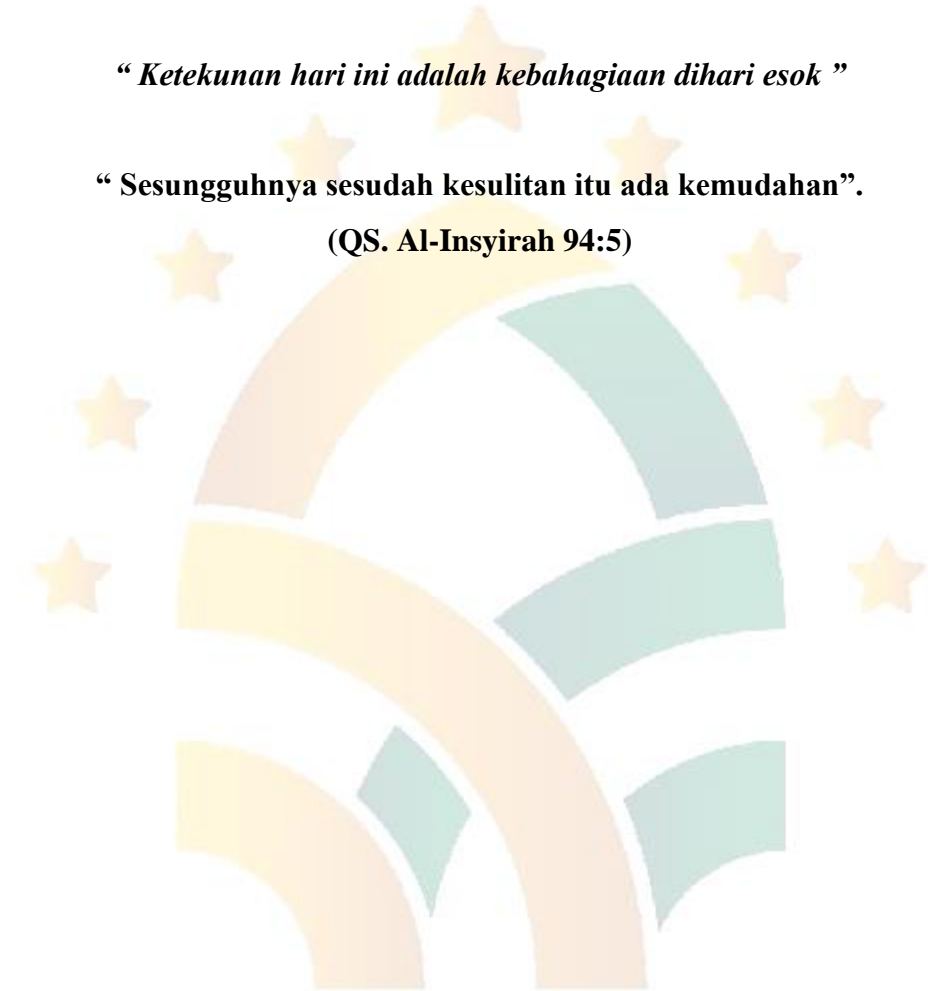 “ Ketekunan hari ini adalah kebahagiaan dihari esok ”
“ Sesungguhnya sesudah kesulitan itu ada kemudahan”.
(QS. Al-Insyirah 94:5)